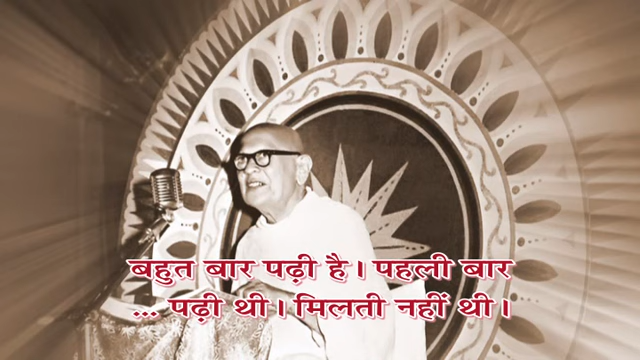 बहुत बार पढ़ी है। पहली बार
... पढ़ी थी। मिलती नहीं थी।